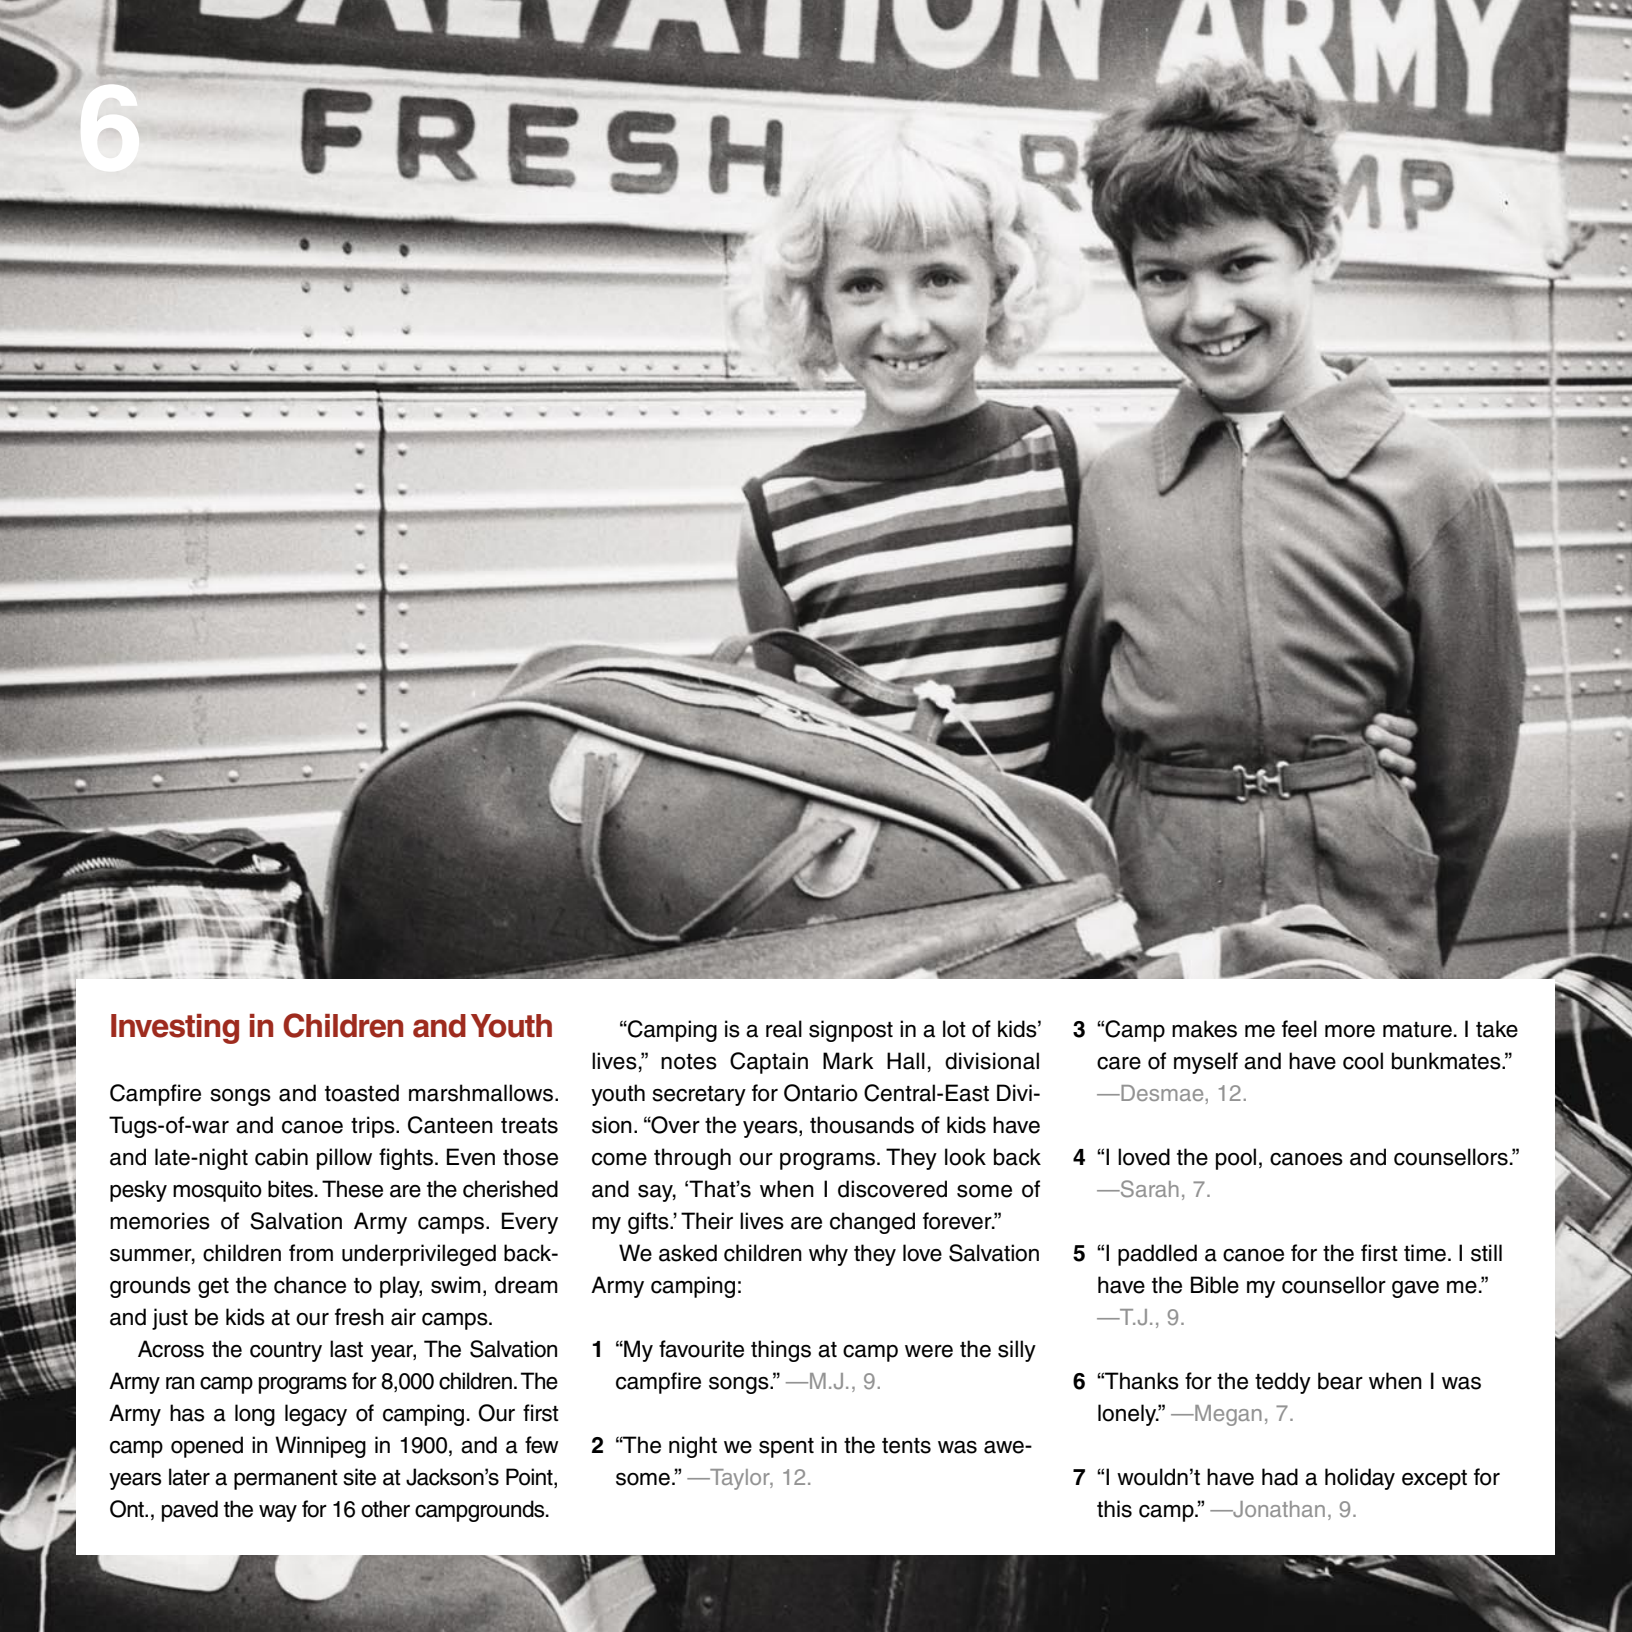 SALVATION ARMY
FRESH
6
Investing in Children and Youth
Campfire songs and toasted marshmallows.
Tugs-of-war and canoe trips. Canteen treats
and late-night cabin pillow fights. Even those
pesky mosquito bites. These are the cherished
memories of Salvation Army camps. Every
summer, children from underprivileged back-
grounds get the chance to play, swim, dream
and just be kids at our fresh air camps.
Across the country last year, The Salvation
Army ran camp programs for 8,000 children. The
Army has a long legacy of camping. Our first
camp opened in Winnipeg in 1900, and a few
years later a permanent site at Jackson’s Point,
Ont., paved the way for 16 other campgrounds.
“Camping is a real signpost in a lot of kids’
lives,” notes Captain Mark Hall, divisional
youth secretary for Ontario Central-East Divi-
sion. “Over the years, thousands of kids have
come through our programs. They look back
and say, ‘That’s when I discovered some of
my gifts.’ Their lives are changed forever.”
We asked children why they love Salvation
Army camping:
1 “My favourite things at camp were the silly
campfire songs.” —M.J., 9.
2 “The night we spent in the tents was awe-
some.” —Taylor, 12.
3 “Camp makes me feel more mature. I take
care of myself and have cool bunkmates.”
—Desmae, 12.
4 “I loved the pool, canoes and counsellors.”
—Sarah, 7.
5 “I paddled a canoe for the first time. I still
have the Bible my counsellor gave me.”
—T.J., 9.
6 “Thanks for the teddy bear when I was
lonely.” —Megan, 7.
7 “I wouldn’t have had a holiday except for
this camp.” —Jonathan, 9.